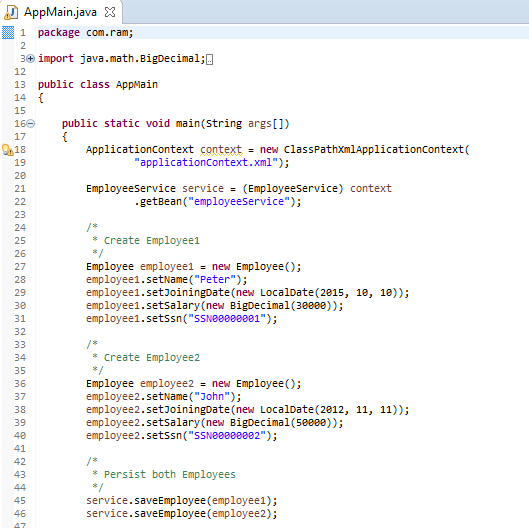 AppMain.java
1 package com.ram;
2
3 import java.math.BigDecimal;
12
13 public class AppMain
14 {
15
16     public static void main(String args[])
17     {
18         ApplicationContext context = new ClassPathXmlApplicationContext(
19                 "applicationContext.xml");
20
21         EmployeeService service = (EmployeeService) context
22                 .getBean("employeeService");
23
24         /*
25          * Create Employee1
26          */
27         Employee employee1 = new Employee();
28         employee1.setName("Peter");
29         employee1.setJoiningDate(new LocalDate(2015, 10, 10));
30         employee1.setSalary(new BigDecimal(30000));
31         employee1.setSsn("SSN00000001");
32
33         /*
34          * Create Employee2
35          */
36         Employee employee2 = new Employee();
37         employee2.setName("John");
38         employee2.setJoiningDate(new LocalDate(2012, 11, 11));
39         employee2.setSalary(new BigDecimal(50000));
40         employee2.setSsn("SSN00000002");
41
42         /*
43          * Persist both Employees
44          */
45         service.saveEmployee(employee1);
46         service.saveEmployee(employee2);
47